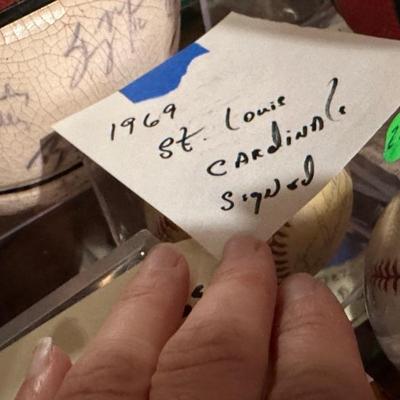 1969
St. Louis
CARDINALS
Signed